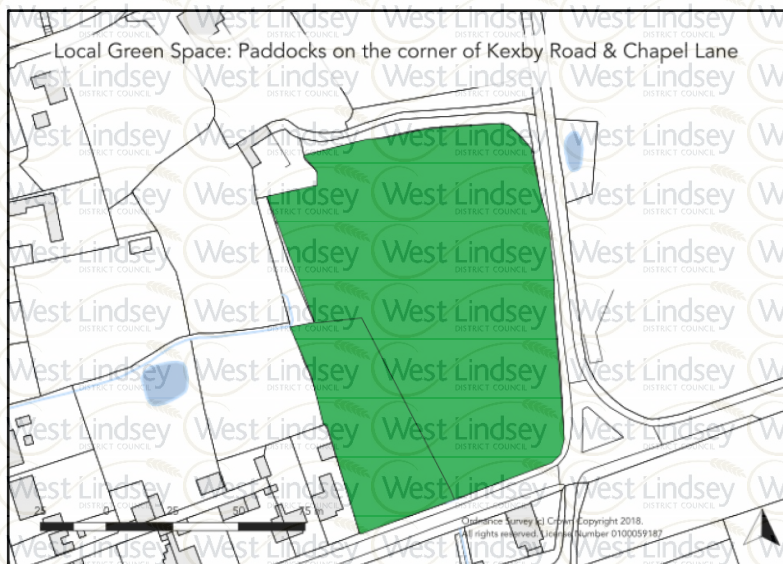 Local Green Space: Paddocks on the corner of Kexby Road & Chapel Lane
West Lindsey
DISTRICT COUNCIL
25 0 25 50 75 m
Ordnance Survey (c) Crown Copyright 2018.
All rights reserved. License Number 0100059187